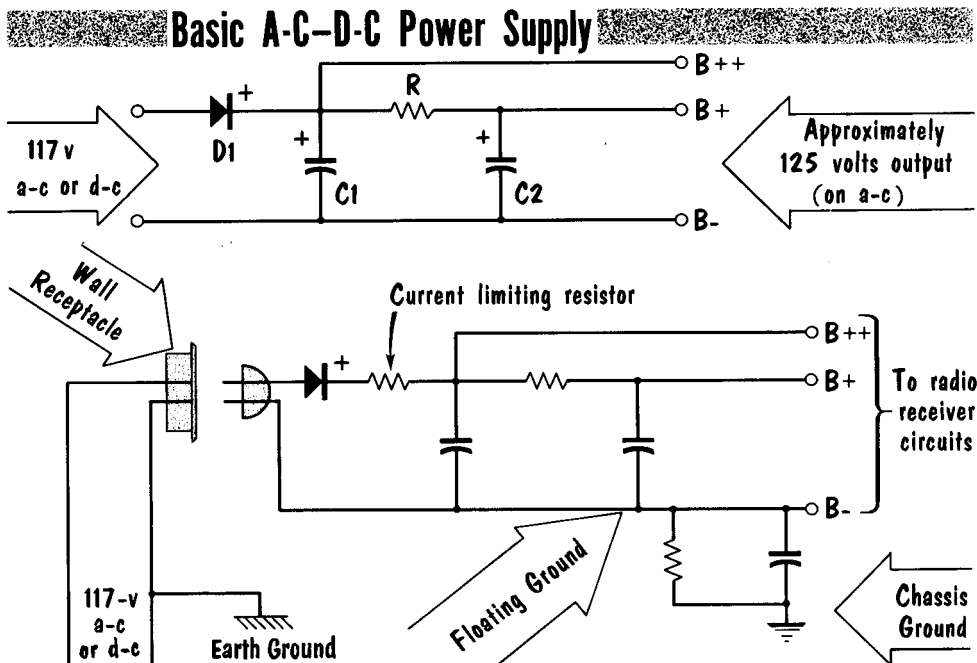 Basic A-C–D-C Power Supply
B++
R
+
B+
+
+
D1
117 v
a-c or d-c
C1
C2
Approximately
125 volts output
(on a-c)
B-
Wall
Receptacle
Current limiting resistor
B++
+
B+
To radio
receiver
circuits
B-
Floating Ground
117-v
a-c
or d-c
Earth Ground
Chassis
Ground